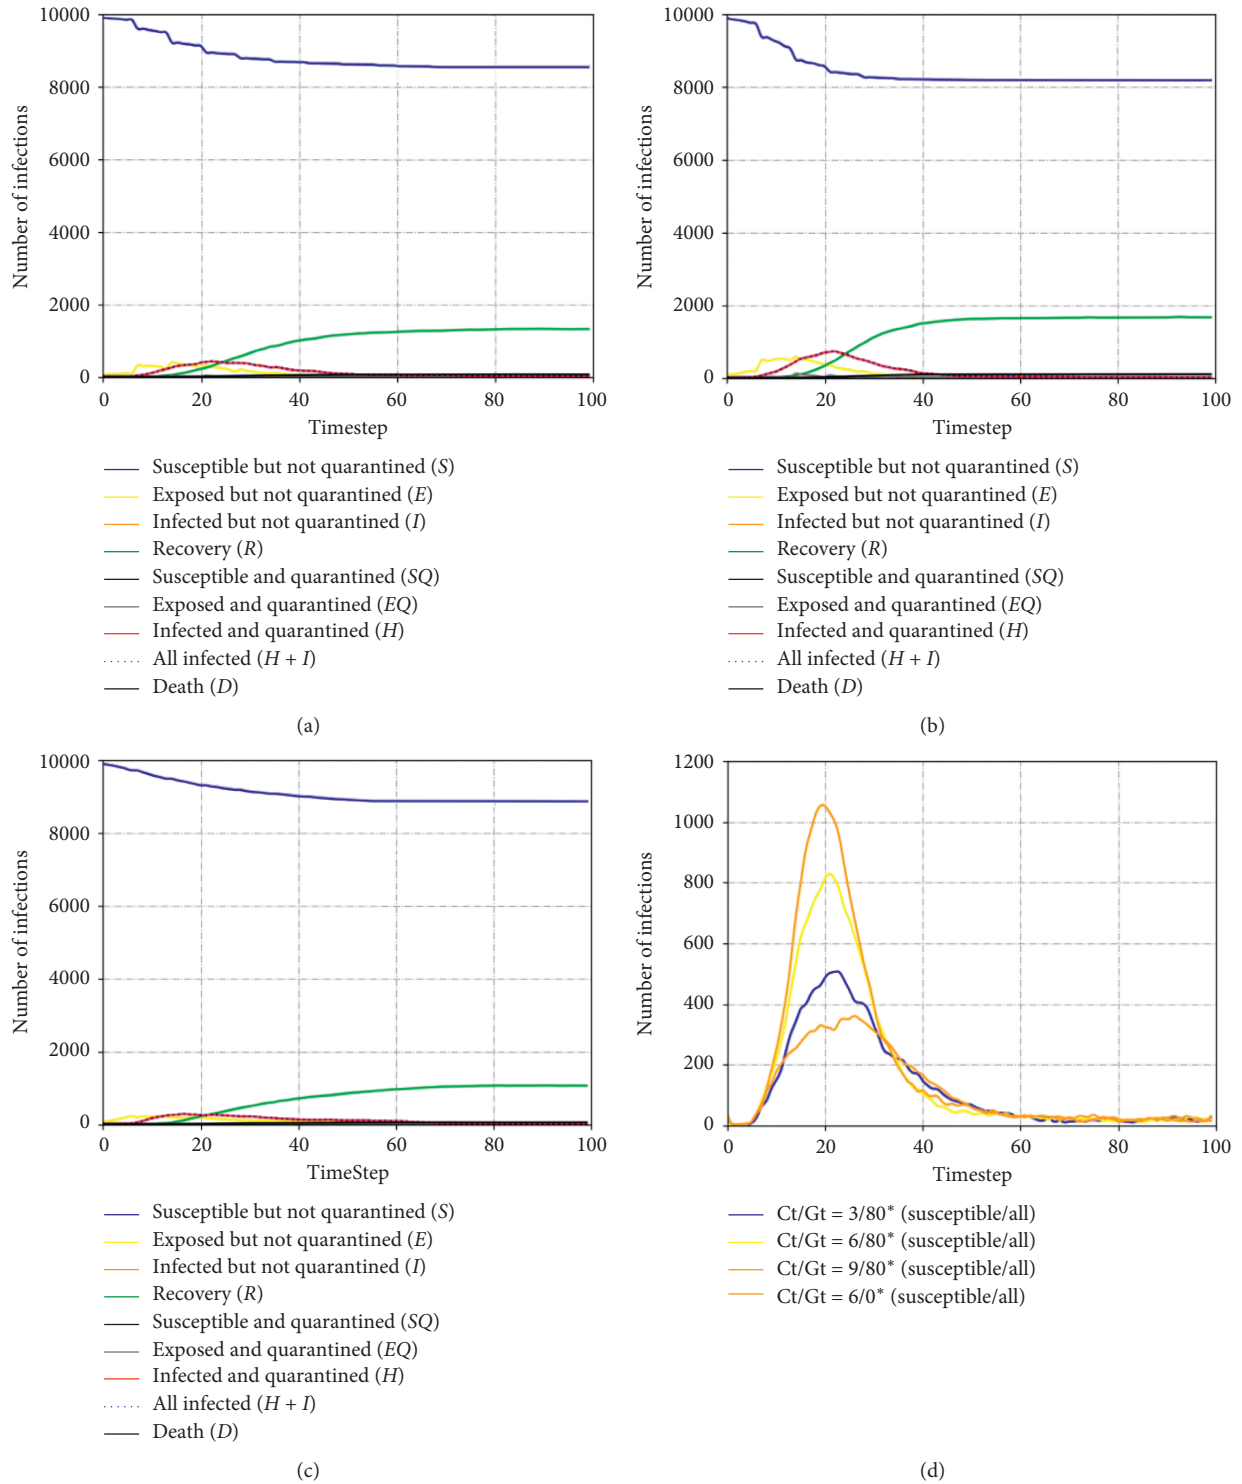 10000
8000
6000
4000
2000
0
Number of infections
0 20 40 60 80 100
Timestep
Susceptible but not quarantined (S)
Exposed but not quarantined (E)
Infected but not quarantined (I)
Recovery (R)
Susceptible and quarantined (SQ)
Exposed and quarantined (EQ)
Infected and quarantined (H)
All infected (H + I)
Death (D)
(a)
10000
8000
6000
4000
2000
0
Number of infections
0 20 40 60 80 100
Timestep
Susceptible but not quarantined (S)
Exposed but not quarantined (E)
Infected but not quarantined (I)
Recovery (R)
Susceptible and quarantined (SQ)
Exposed and quarantined (EQ)
Infected and quarantined (H)
All infected (H + I)
Death (D)
(b)
10000
8000
6000
4000
2000
0
Number of infections
0 20 40 60 80 100
TimeStep
Susceptible but not quarantined (S)
Exposed but not quarantined (E)
Infected but not quarantined (I)
Recovery (R)
Susceptible and quarantined (SQ)
Exposed and quarantined (EQ)
Infected and quarantined (H)
All infected (H + I)
Death (D)
(c)
1200
1000
800
600
400
200
0
Number of infections
0 20 40 60 80 100
Timestep
Ct/Gt = 3/80* (susceptible/all)
Ct/Gt = 6/80* (susceptible/all)
Ct/Gt = 9/80* (susceptible/all)
Ct/Gt = 6/0* (susceptible/all)
(d)